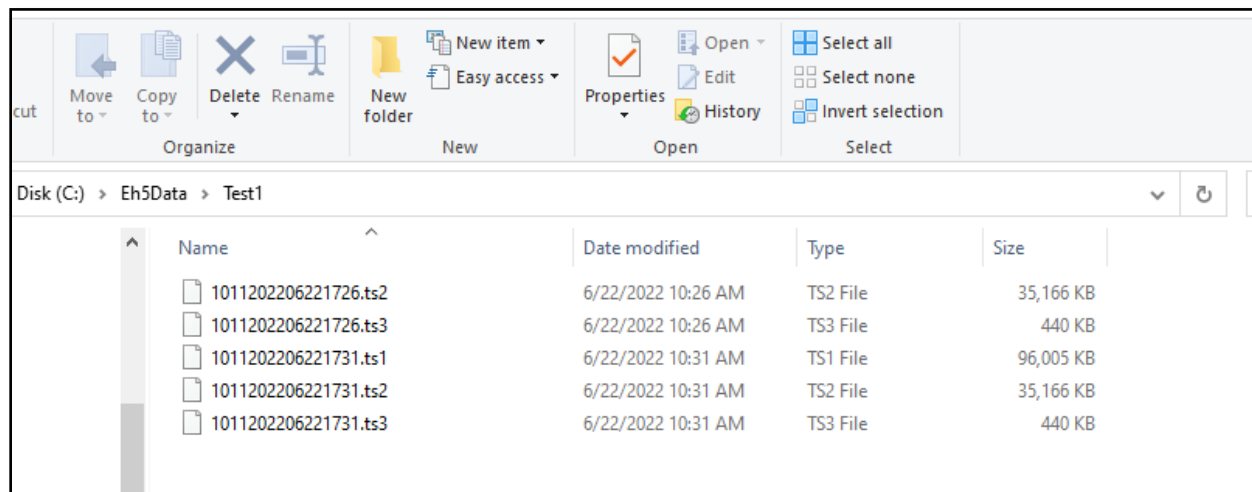 cut
Move to
Copy to
Delete
Rename
New folder
New item
Easy access
Properties
Open
Edit
History
Select all
Select none
Invert selection
Organize
New
Open
Select
Disk (C:) > Eh5Data > Test1
Name Date modified Type Size
1011202206221726.ts2 6/22/2022 10:26 AM TS2 File 35,166 KB
1011202206221726.ts3 6/22/2022 10:26 AM TS3 File 440 KB
1011202206221731.ts1 6/22/2022 10:31 AM TS1 File 96,005 KB
1011202206221731.ts2 6/22/2022 10:31 AM TS2 File 35,166 KB
1011202206221731.ts3 6/22/2022 10:31 AM TS3 File 440 KB